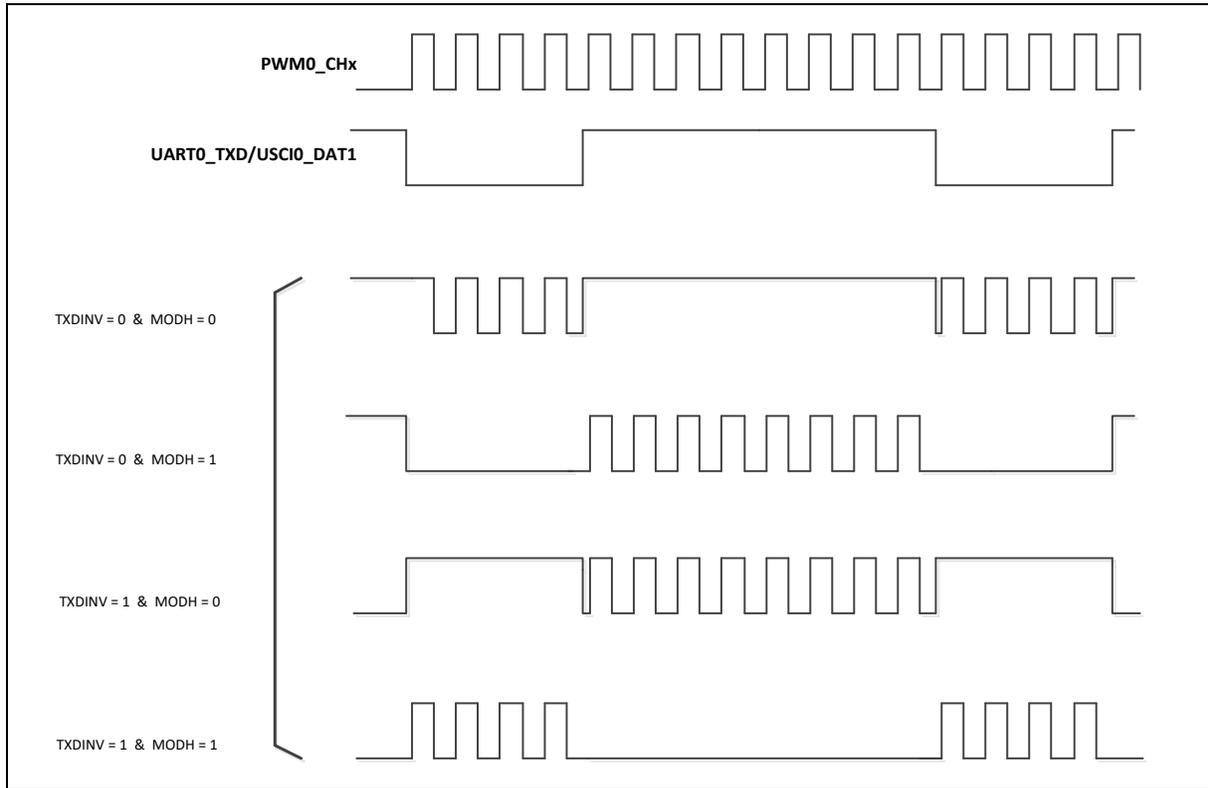 PWM0_CHx
UART0_TXD/USCI0_DAT1
TXDINV = 0 & MODH = 0
TXDINV = 0 & MODH = 1
TXDINV = 1 & MODH = 0
TXDINV = 1 & MODH = 1